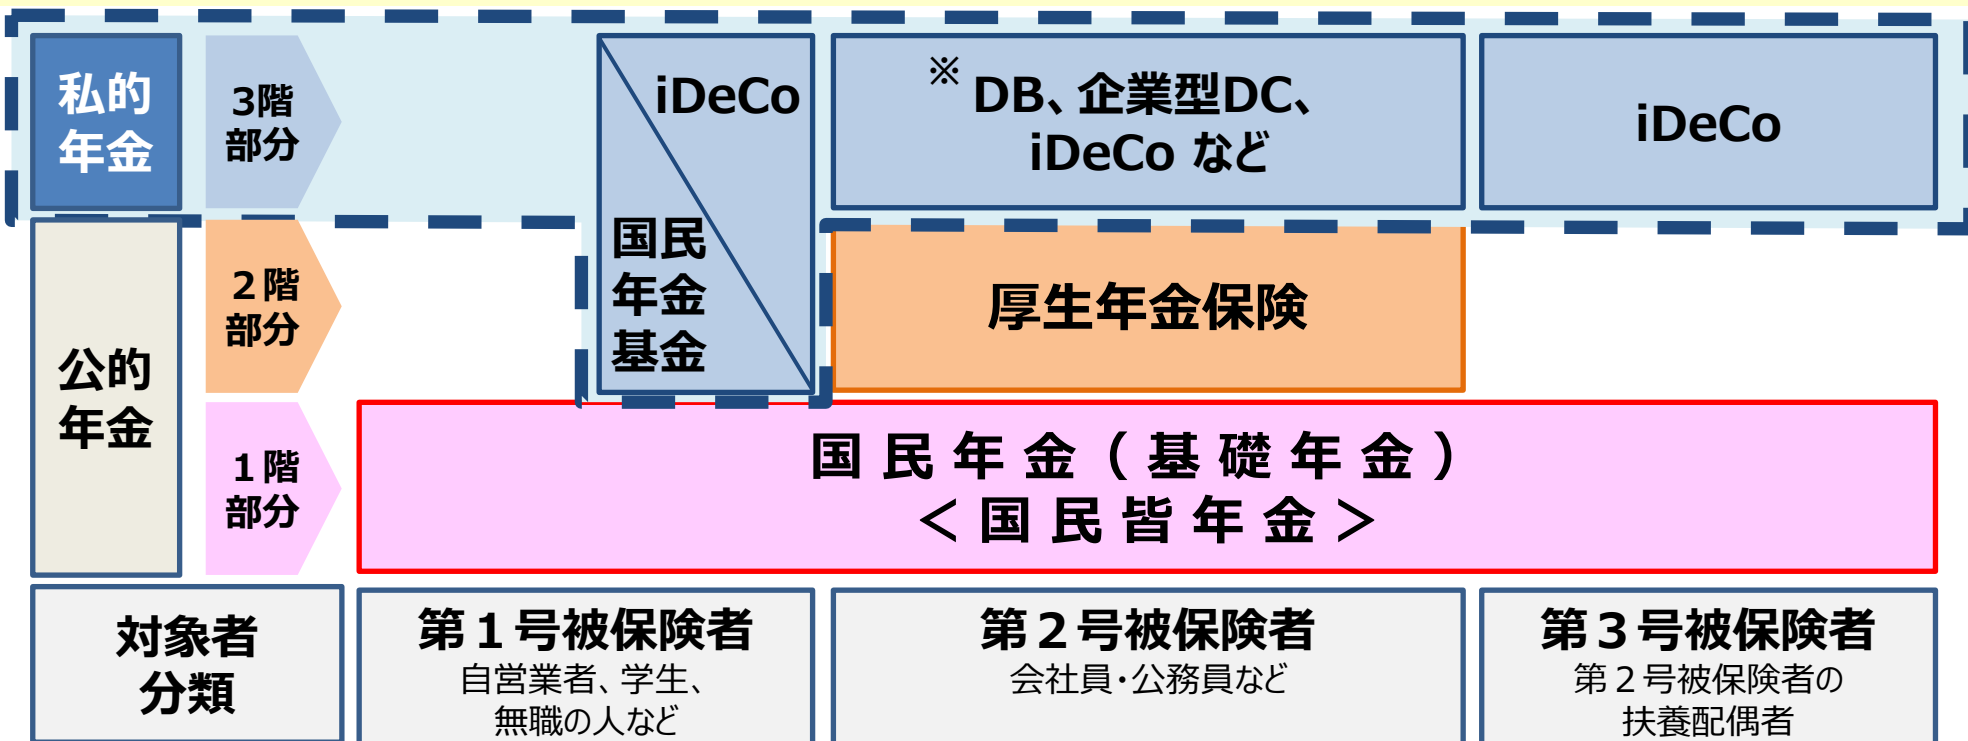 私的
年金
3階
部分
iDeCo
国民
年金
基金
※ DB、企業型DC、
iDeCo など
iDeCo
公的
年金
２階
部分
厚生年金保険
１階
部分
国民年金（基礎年金）
＜国民皆年金＞
対象者
分類
第１号被保険者
自営業者、学生、
無職の人など
第２号被保険者
会社員・公務員など
第３号被保険者
第２号被保険者の
扶養配偶者